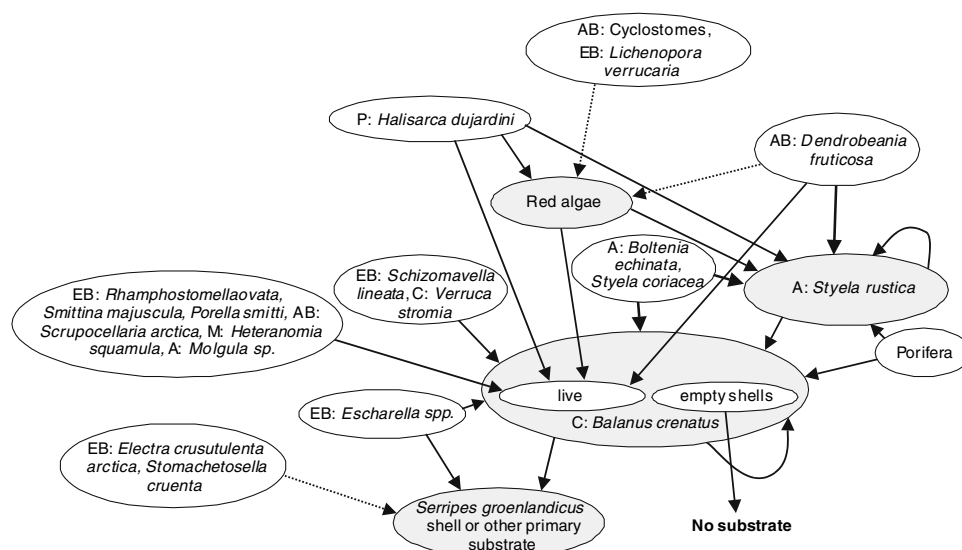 AB: Cyclostomes,
EB: Lichenopora
verrucaria
P: Halisarca dujardini
AB: Dendrobeania
fruticosa
Red algae
A: Boltenia
echinata,
Styela coriacea
EB: Schizomavella
lineata, C: Verruca
stromia
A: Styela rustica
EB: Rhamphostomellaovata,
Smittina majuscula, Porella smitti, AB:
Scrupocellaria arctica, M: Heteranomia
squamula, A: Molgula sp.
Porifera
live
empty shells
EB: Escharella spp.
C: Balanus crenatus
EB: Electra crusutulenta
arctica, Stomachetosella
cruenta
Serripes groenlandicus
shell or other primary
substrate
No substrate